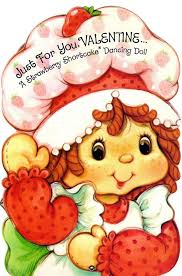 Just For You, VALENTINE...
A Strawberry Shortcake* Dancing Doll